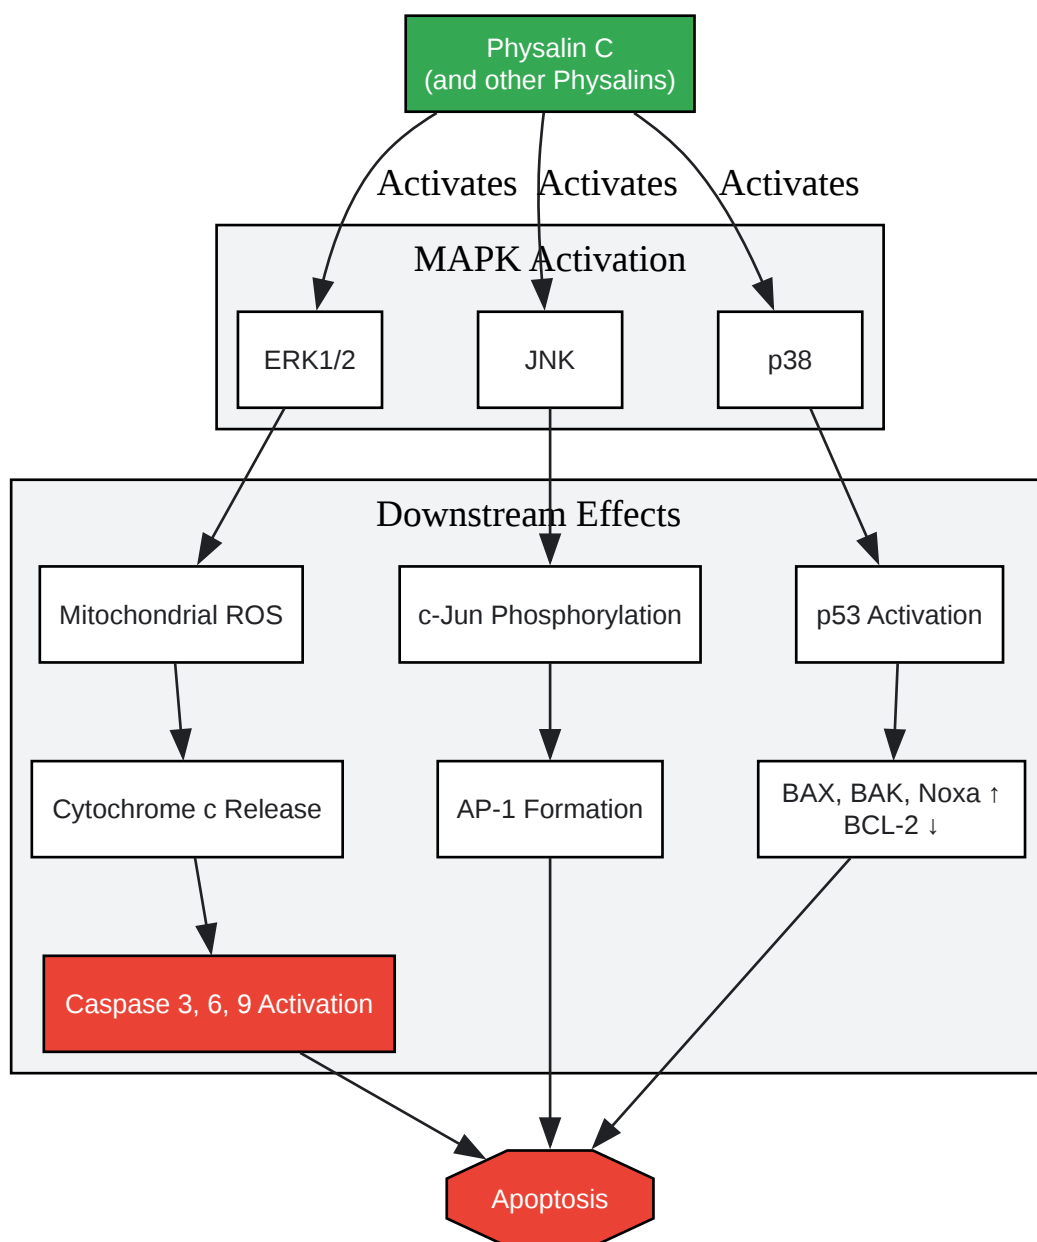 Physalin C
(and other Physalins)
Activates
Activates
Activates
MAPK Activation
ERK1/2
JNK
p38
Downstream Effects
Mitochondrial ROS
c-Jun Phosphorylation
p53 Activation
Cytochrome c Release
AP-1 Formation
BAX, BAK, Noxa ↑
BCL-2 ↓
Caspase 3, 6, 9 Activation
Apoptosis